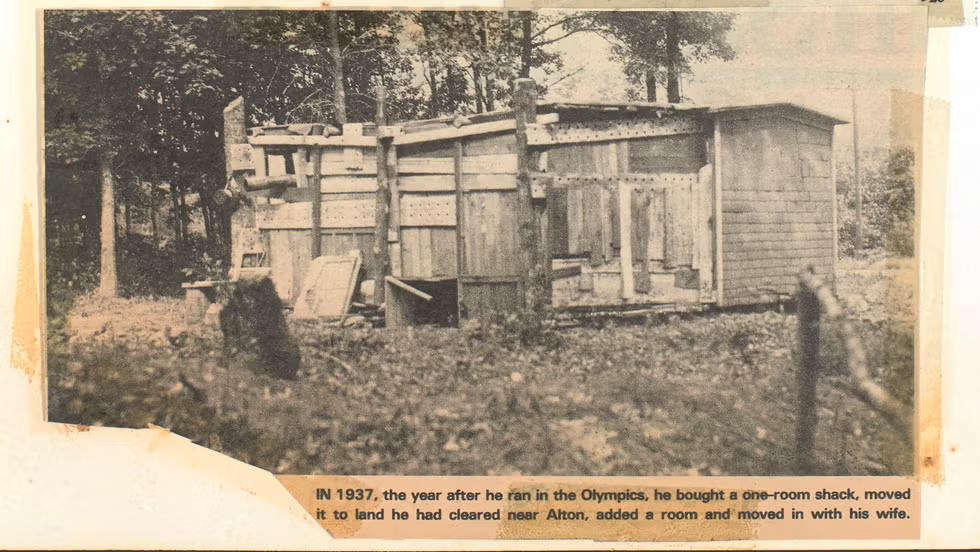 IN 1937, the year after he ran in the Olympics, he bought a one-room shack, moved
it to land he had cleared near Alton, added a room and moved in with his wife.